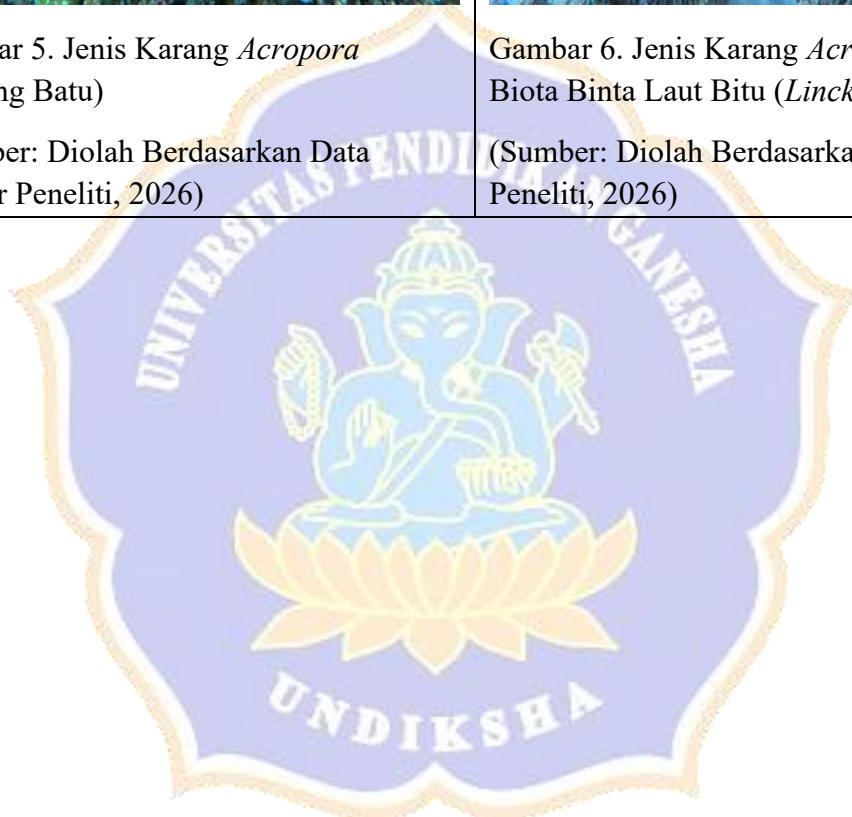 ar 5. Jenis Karang Acropora
ng Batu)
ber: Diolah Berdasarkan Data
r Peneliti, 2026)
Gambar 6. Jenis Karang Acr
Biota Binta Laut Bitu (Linck
(Sumber: Diolah Berdasarka
Peneliti, 2026)
UNIVERSITAS PENDIDIKAN GANESHA
UNDIKSHA